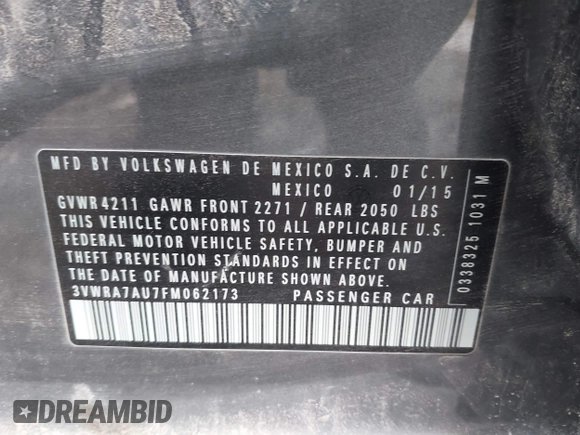 MFD BY VOLKSWAGEN DE MEXICO S.A. DE C.V.
MEXICO 01/15
GVWR 4211 GAWR FRONT 2271 / REAR 2050 LBS
THIS VEHICLE CONFORMS TO ALL APPLICABLE U.S.
FEDERAL MOTOR VEHICLE SAFETY, BUMPER AND
THEFT PREVENTION STANDARDS IN EFFECT ON
THE DATE OF MANUFACTURE SHOWN ABOVE.
3VWRA7AU7FM062173 PASSENGER CAR
0338325 1031 M
DREAMBID